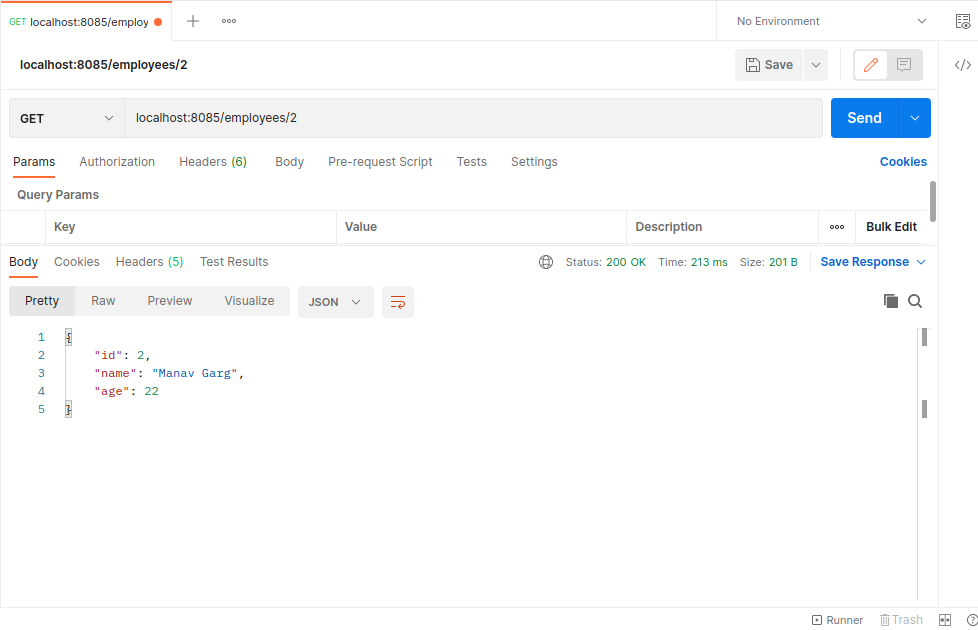 GET localhost:8085/employ
No Environment
localhost:8085/employees/2
Save
GET localhost:8085/employees/2 Send
Params Authorization Headers (6) Body Pre-request Script Tests Settings Cookies
Query Params
Key Value Description Bulk Edit
Body Cookies Headers (5) Test Results Status: 200 OK Time: 213 ms Size: 201 B Save Response
Pretty Raw Preview Visualize JSON
1 {
2 "id": 2,
3 "name": "Manav Garg",
4 "age": 22
5 }
Runner Trash